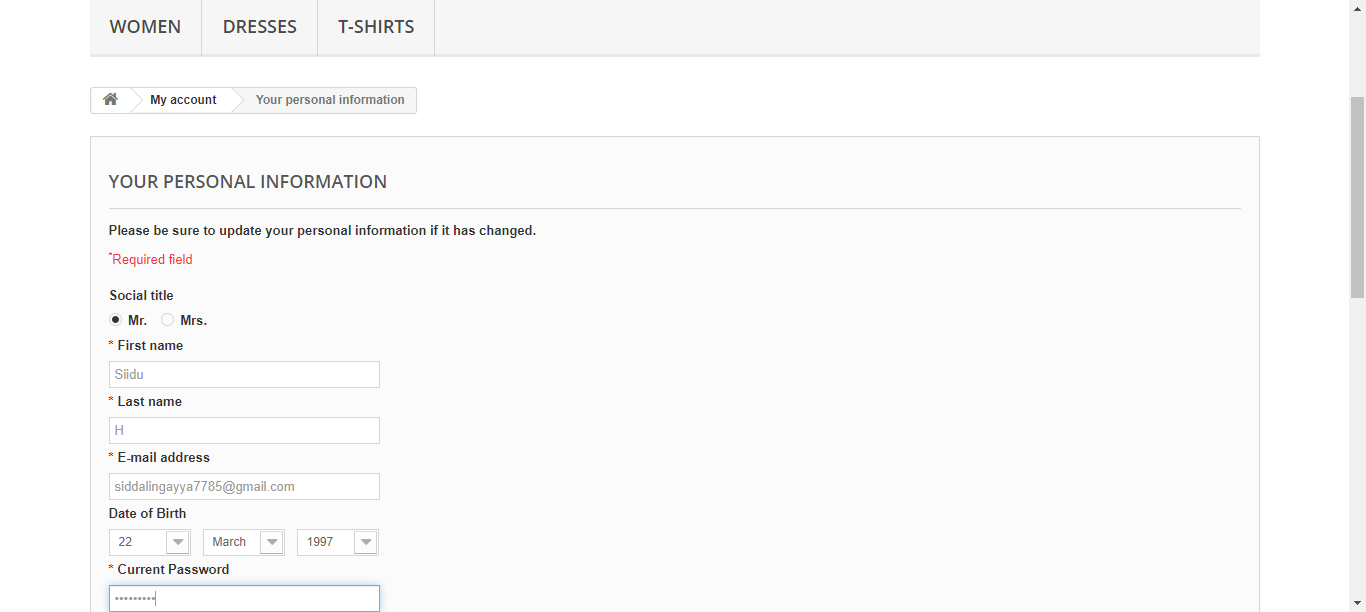 WOMEN DRESSES T-SHIRTS
My account Your personal information
YOUR PERSONAL INFORMATION
Please be sure to update your personal information if it has changed.
*Required field
Social title
Mr. Mrs.
* First name
Siidu
* Last name
H
* E-mail address
siddalingayya7785@gmail.com
Date of Birth
22 March 1997
* Current Password
•••••••••